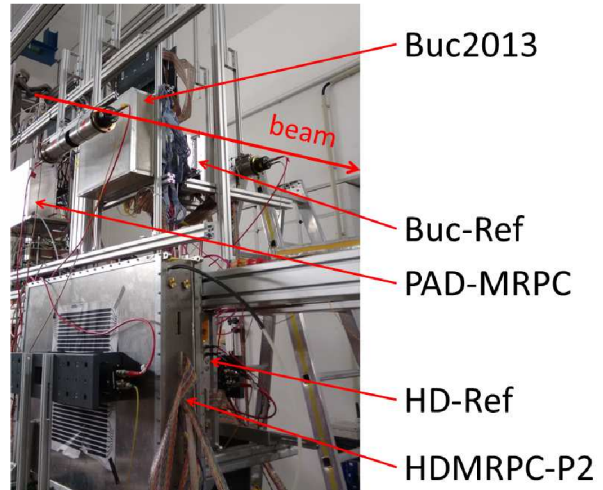 Buc2013
beam
Buc-Ref
PAD-MRPC
HD-Ref
HDMRPC-P2